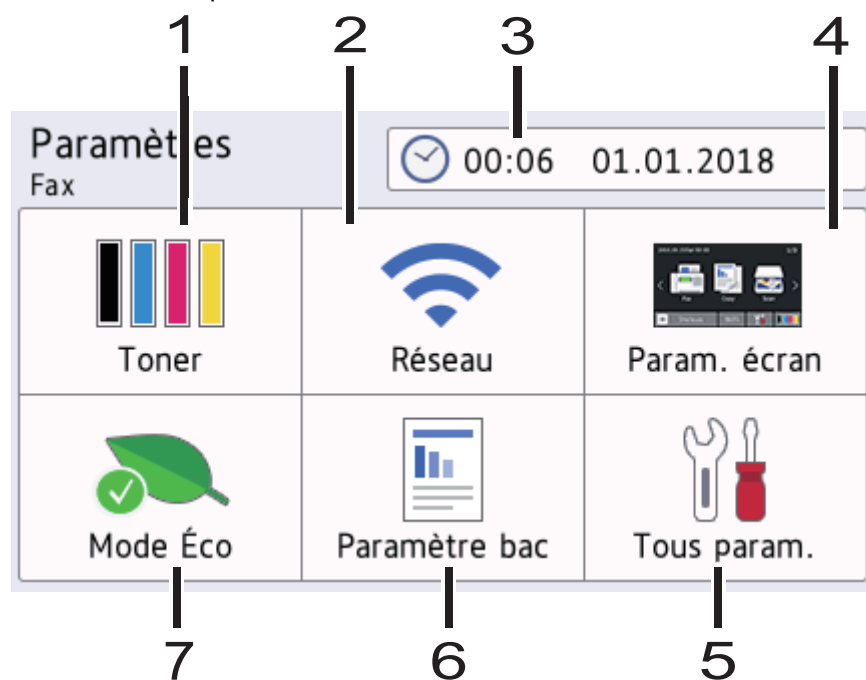 1 2 3 4
Paramètres
00:06 01.01.2018
Fax
Toner Réseau Param. écran
Mode Éco Paramètre bac Tous param.
7 6 5